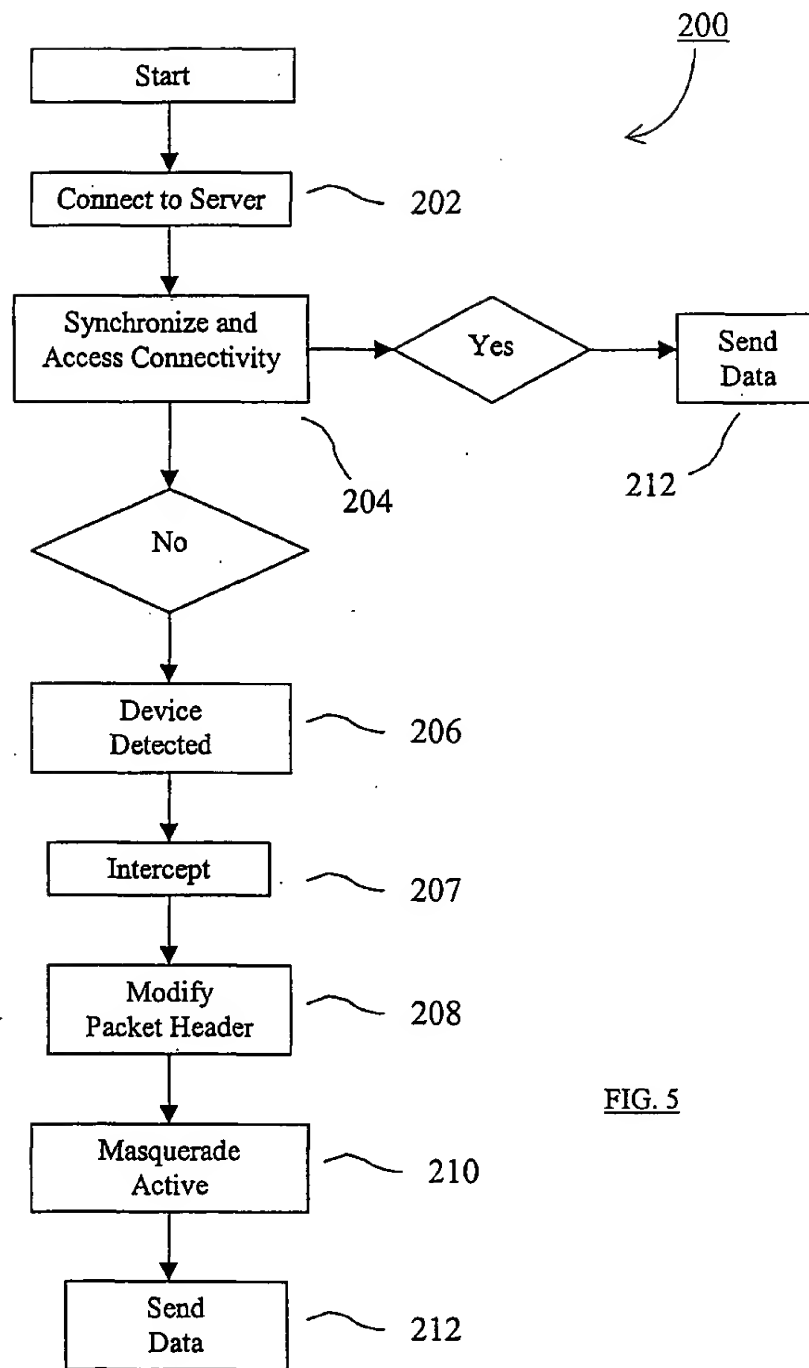 200
Start
Connect to Server
202
Synchronize and
Access Connectivity
Yes
Send
Data
204
212
No
Device
Detected
206
Intercept
207
Modify
Packet Header
208
FIG. 5
Masquerade
Active
210
Send
Data
212